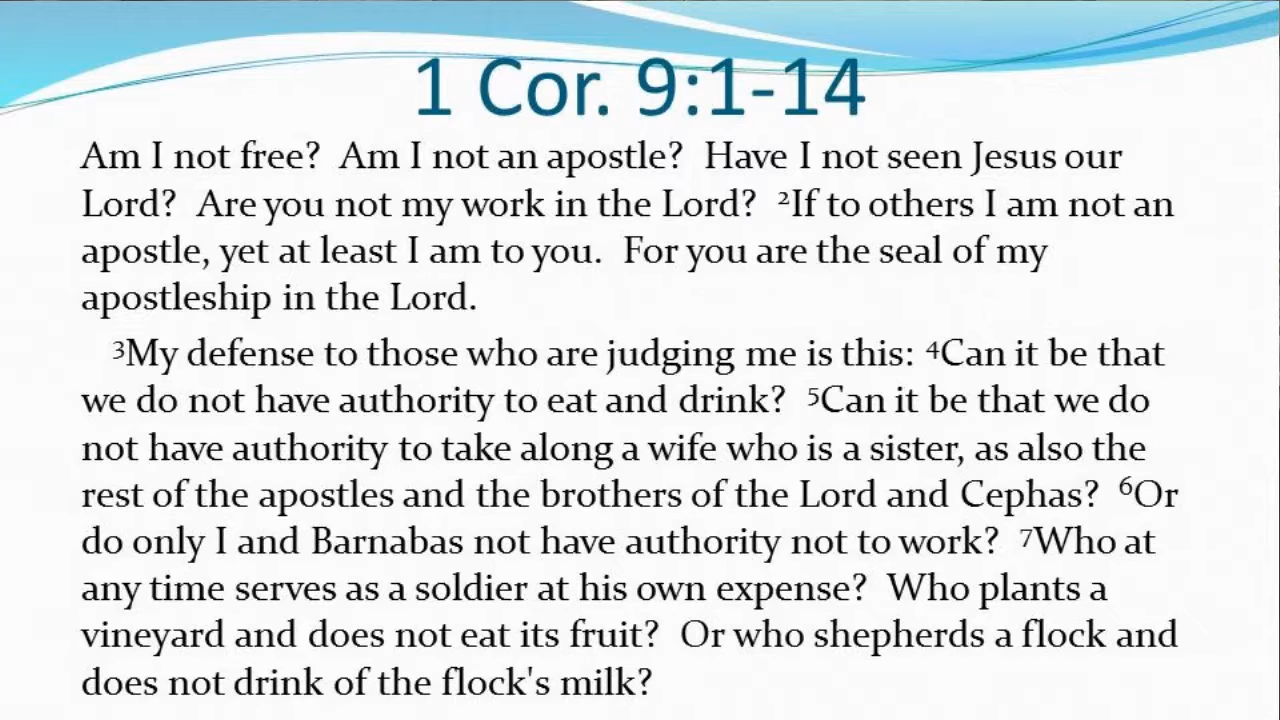 1 Cor. 9:1-14
Am I not free?  Am I not an apostle?  Have I not seen Jesus our
Lord?  Are you not my work in the Lord?  ²If to others I am not an
apostle, yet at least I am to you.  For you are the seal of my
apostleship in the Lord.
³My defense to those who are judging me is this: ⁴Can it be that
we do not have authority to eat and drink?  ⁵Can it be that we do
not have authority to take along a wife who is a sister, as also the
rest of the apostles and the brothers of the Lord and Cephas?  ⁶Or
do only I and Barnabas not have authority not to work?  ⁷Who at
any time serves as a soldier at his own expense?  Who plants a
vineyard and does not eat its fruit?  Or who shepherds a flock and
does not drink of the flock's milk?